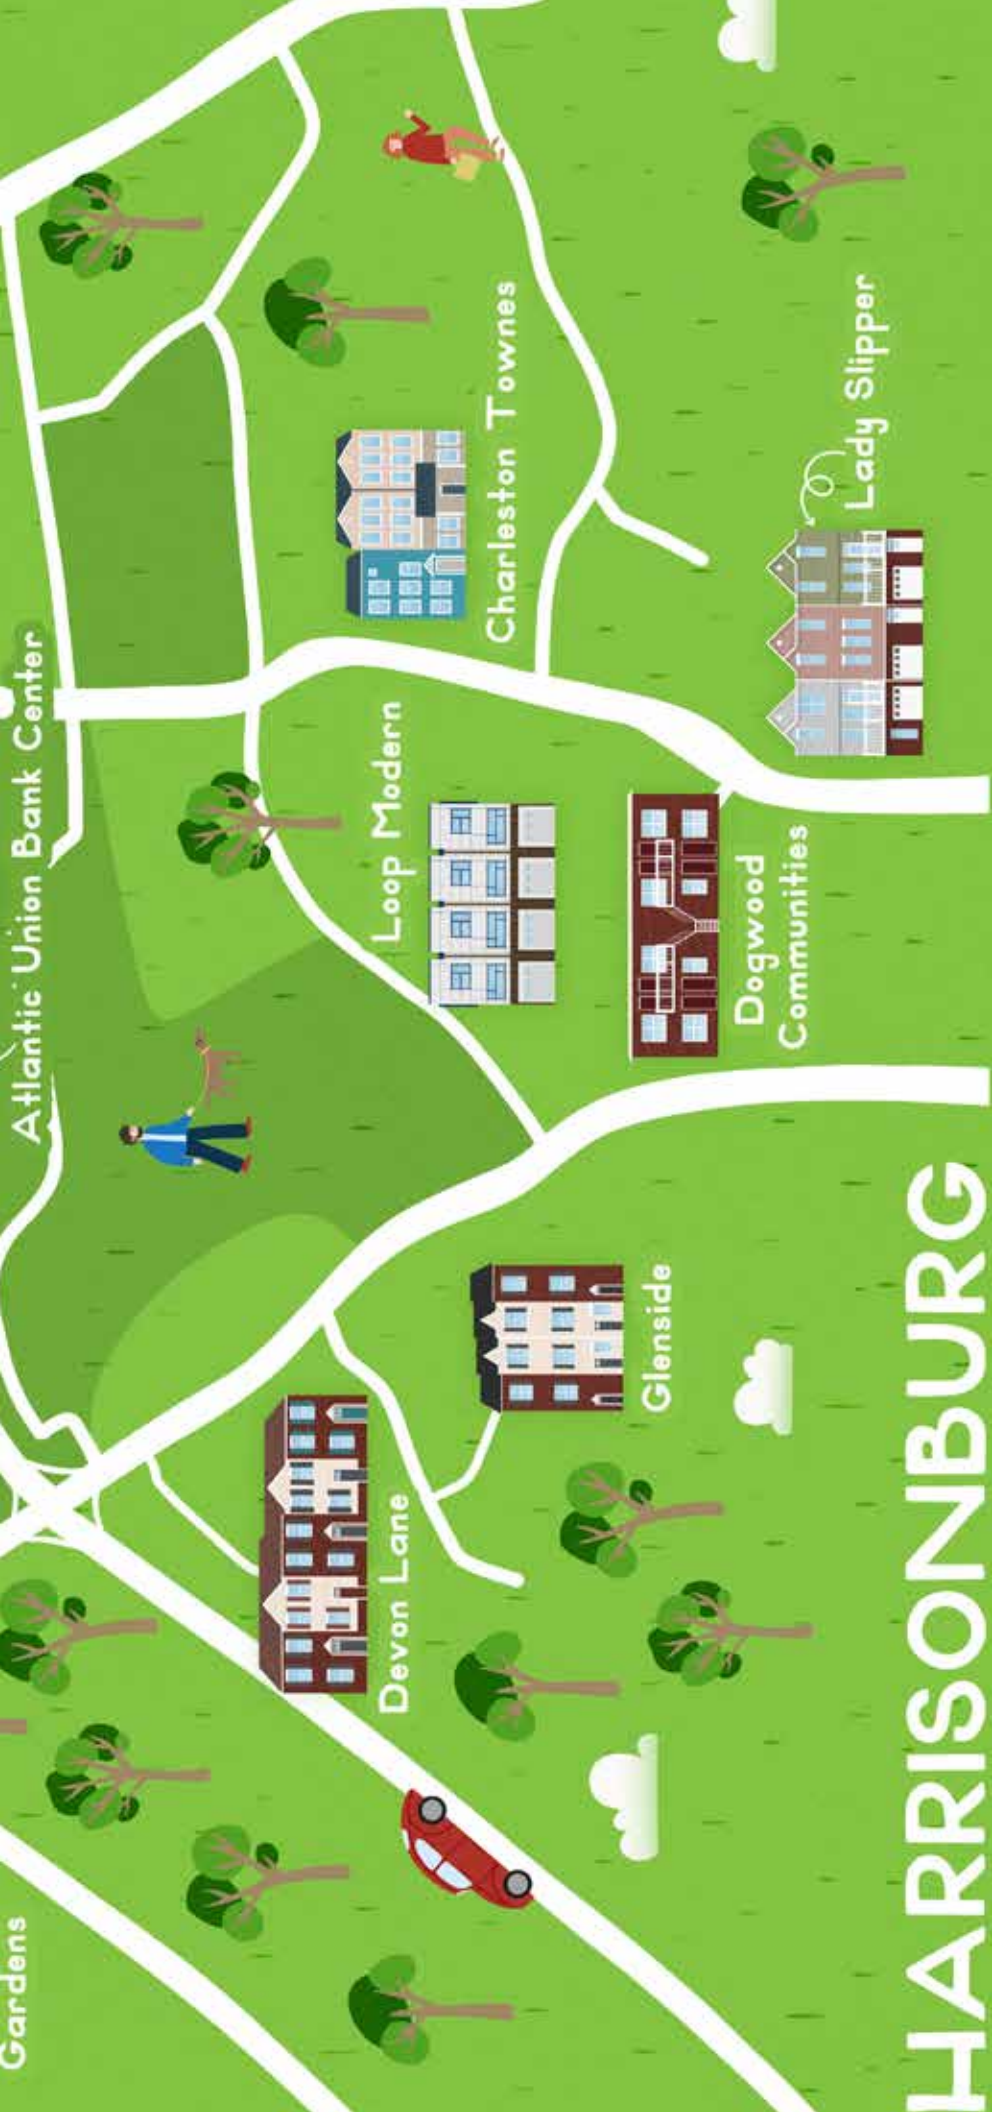 Gardens
Atlantic Union Bank Center
Loop Modern
Charleston Townes
Devon Lane
Glenside
Dogwood
Communities
Lady Slipper
HARRISONBURG